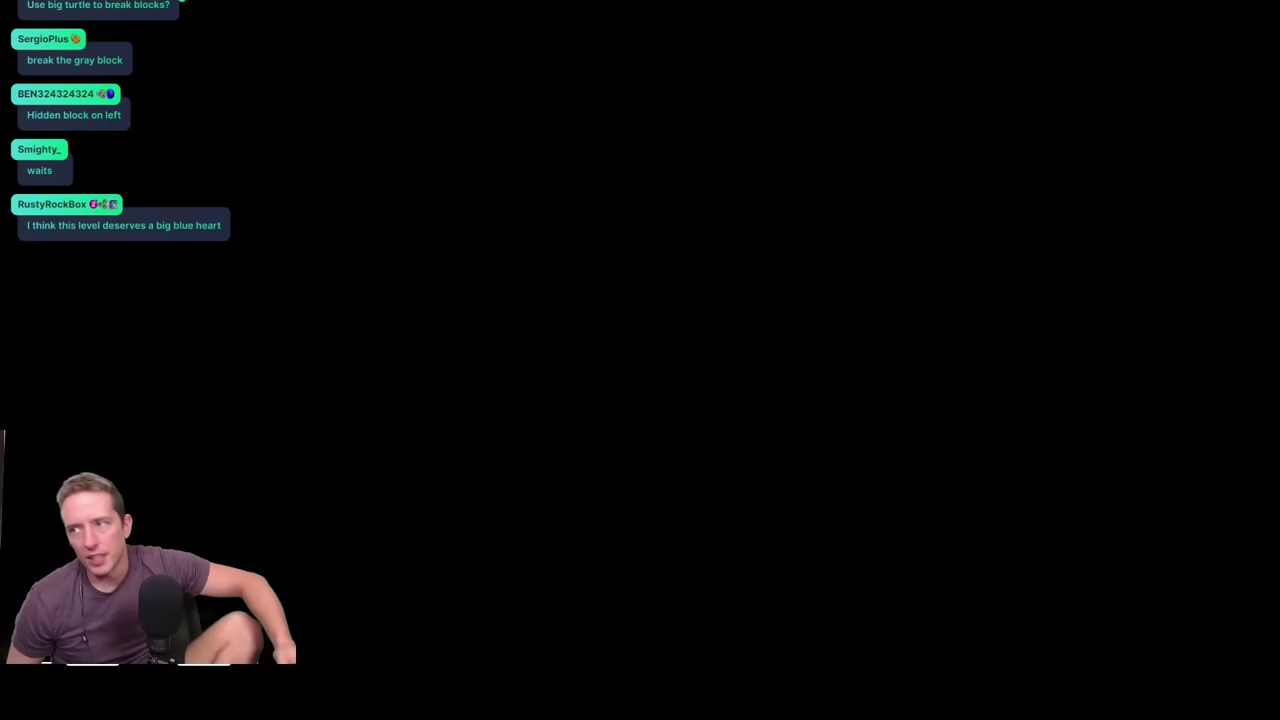 Use big turtle to break blocks?
SergioPlus
break the gray block
BEN324324324
Hidden block on left
Smighty_
waits
RustyRockBox
I think this level deserves a big blue heart